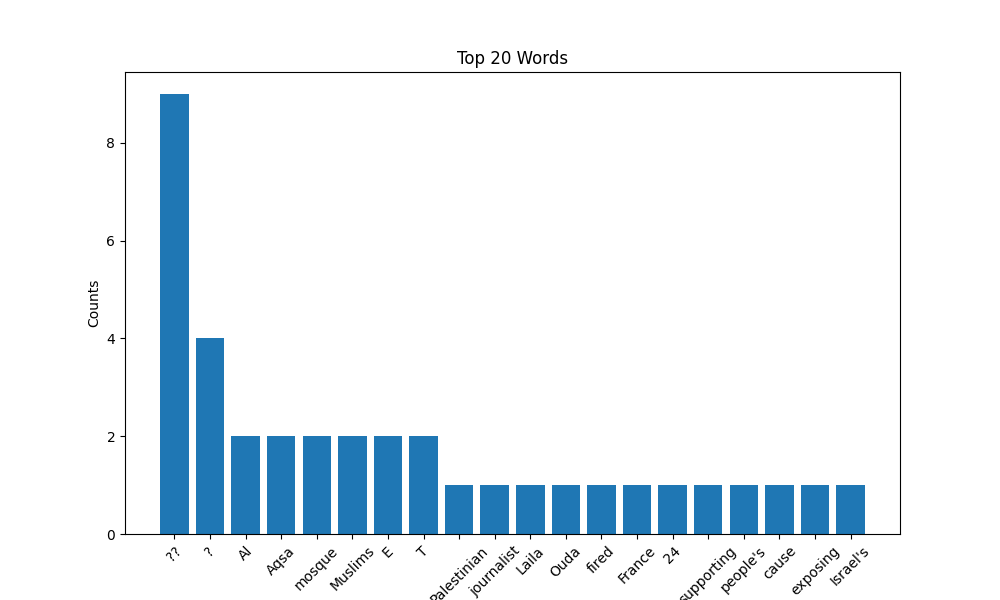 Top 20 Words
Counts
8
6
4
2
0
??
?
Al
Aqsa
mosque
Muslims
E
T
Palestinian
journalist
Laila
Ouda
fired
France
24
supporting
people's
cause
exposing
Israel's